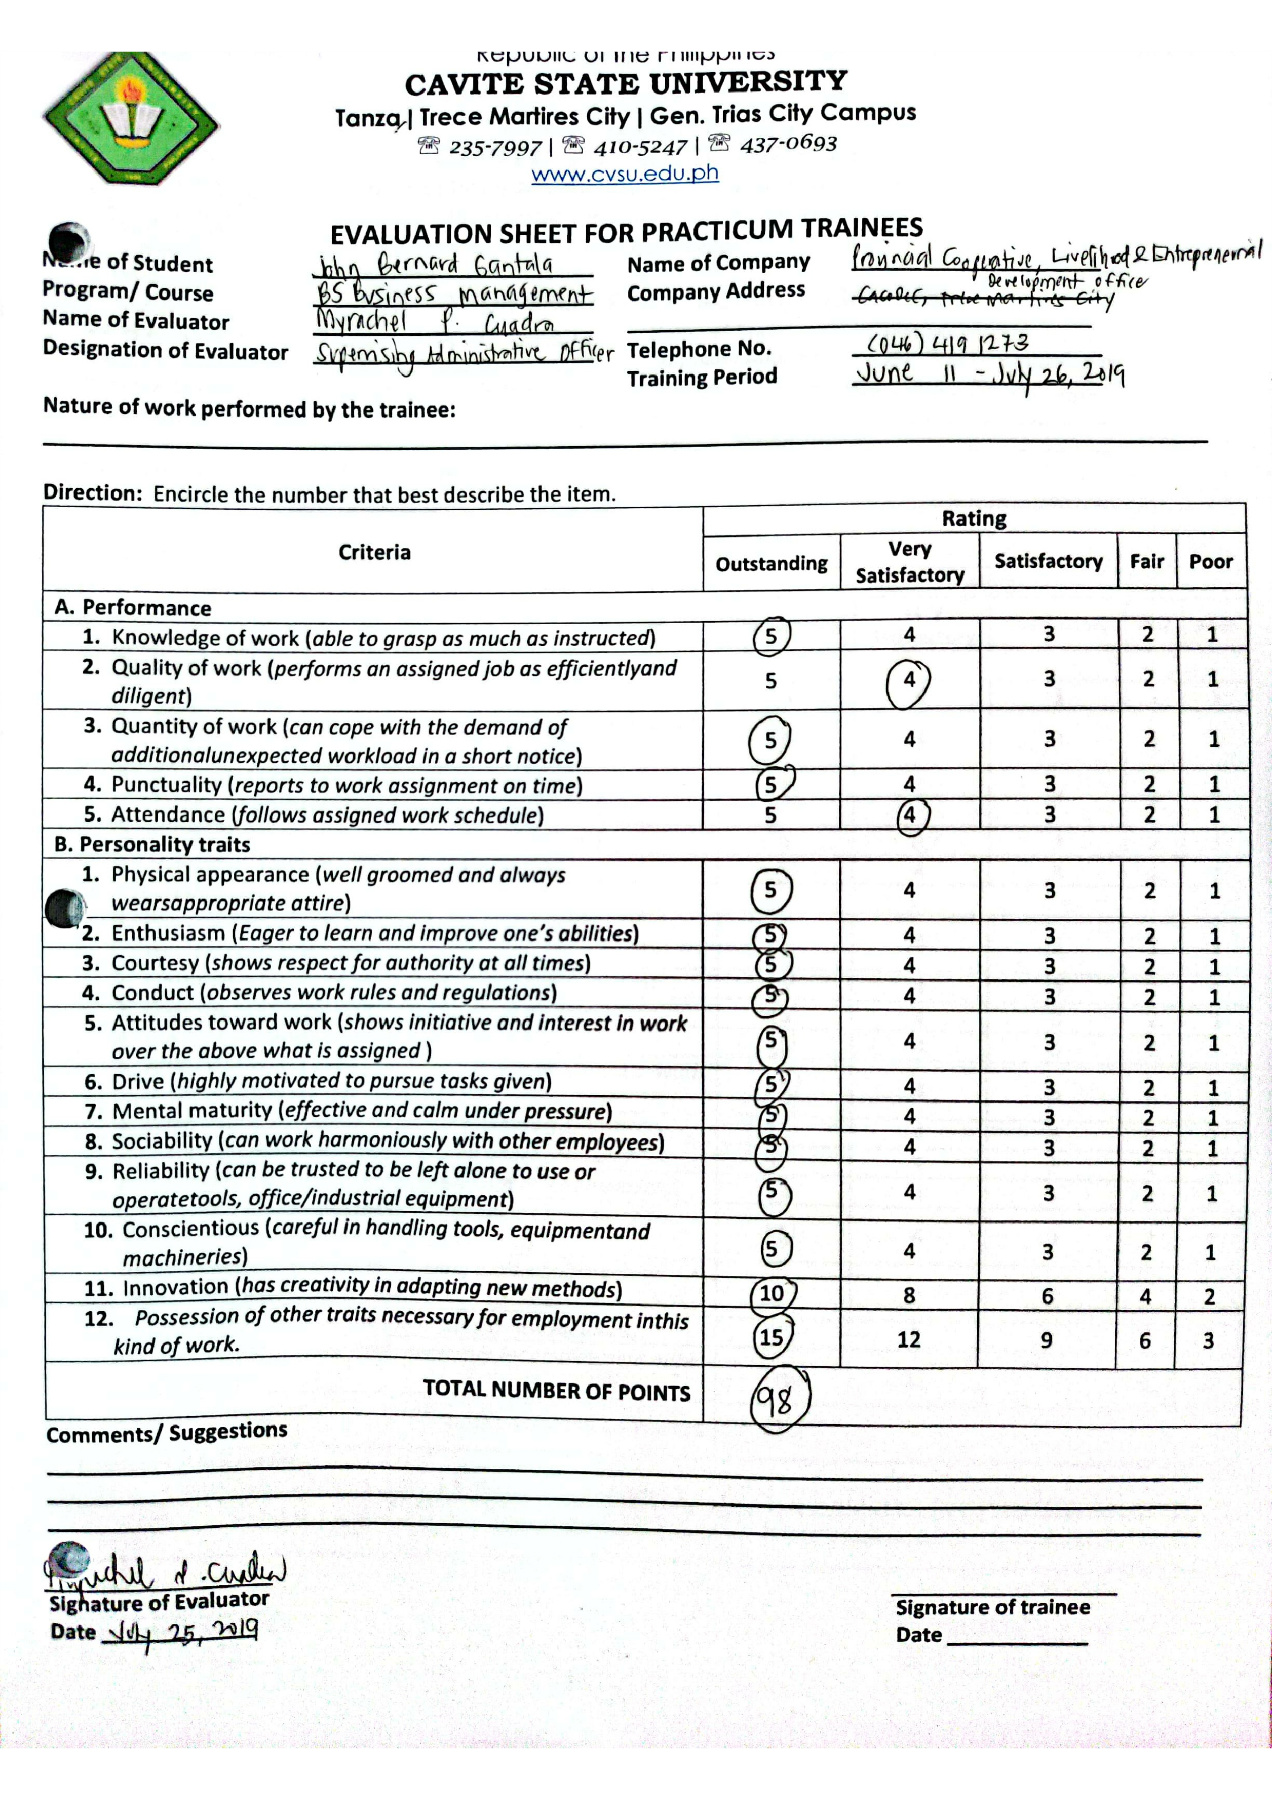 Republic of the Philippines
CAVITE STATE UNIVERSITY
Tanza | Trece Martires City | Gen. Trias City Campus
☏ 235-7997 | ☏ 410-5247 | ☏ 437-0693
www.cvsu.edu.ph
EVALUATION SHEET FOR PRACTICUM TRAINEES
Name of Student John Bernard Gantala
Program/ Course BS Business Management
Name of Evaluator Myrachel P. Cuadra
Designation of Evaluator Supervising Administrative Officer
Name of Company Provincial Cooperative, Livelihood & Entreprenerial
Development office
Company Address Trece Martires City
Telephone No. (046) 419 1273
Training Period June 11 - July 26, 2019
Nature of work performed by the trainee:
Direction: Encircle the number that best describe the item.
Criteria Rating
Outstanding Very Satisfactory Satisfactory Fair Poor
A. Performance
1. Knowledge of work (able to grasp as much as instructed) 5 4 3 2 1
2. Quality of work (performs an assigned job as efficientlyand
diligent) 5 4 3 2 1
3. Quantity of work (can cope with the demand of
additionalunexpected workload in a short notice) 5 4 3 2 1
4. Punctuality (reports to work assignment on time) 5 4 3 2 1
5. Attendance (follows assigned work schedule) 5 4 3 2 1
B. Personality traits
1. Physical appearance (well groomed and always
wearsappropriate attire) 5 4 3 2 1
2. Enthusiasm (Eager to learn and improve one's abilities) 5 4 3 2 1
3. Courtesy (shows respect for authority at all times) 5 4 3 2 1
4. Conduct (observes work rules and regulations) 5 4 3 2 1
5. Attitudes toward work (shows initiative and interest in work
over the above what is assigned ) 5 4 3 2 1
6. Drive (highly motivated to pursue tasks given) 5 4 3 2 1
7. Mental maturity (effective and calm under pressure) 5 4 3 2 1
8. Sociability (can work harmoniously with other employees) 5 4 3 2 1
9. Reliability (can be trusted to be left alone to use or
operatetools, office/industrial equipment) 5 4 3 2 1
10. Conscientious (careful in handling tools, equipmentand
machineries) 5 4 3 2 1
11. Innovation (has creativity in adapting new methods) 10 8 6 4 2
12. Possession of other traits necessary for employment inthis
kind of work. 15 12 9 6 3
TOTAL NUMBER OF POINTS 98
Comments/ Suggestions
Myrachel P. Cuadra
Signature of Evaluator
Date July 25, 2019
Signature of trainee
Date